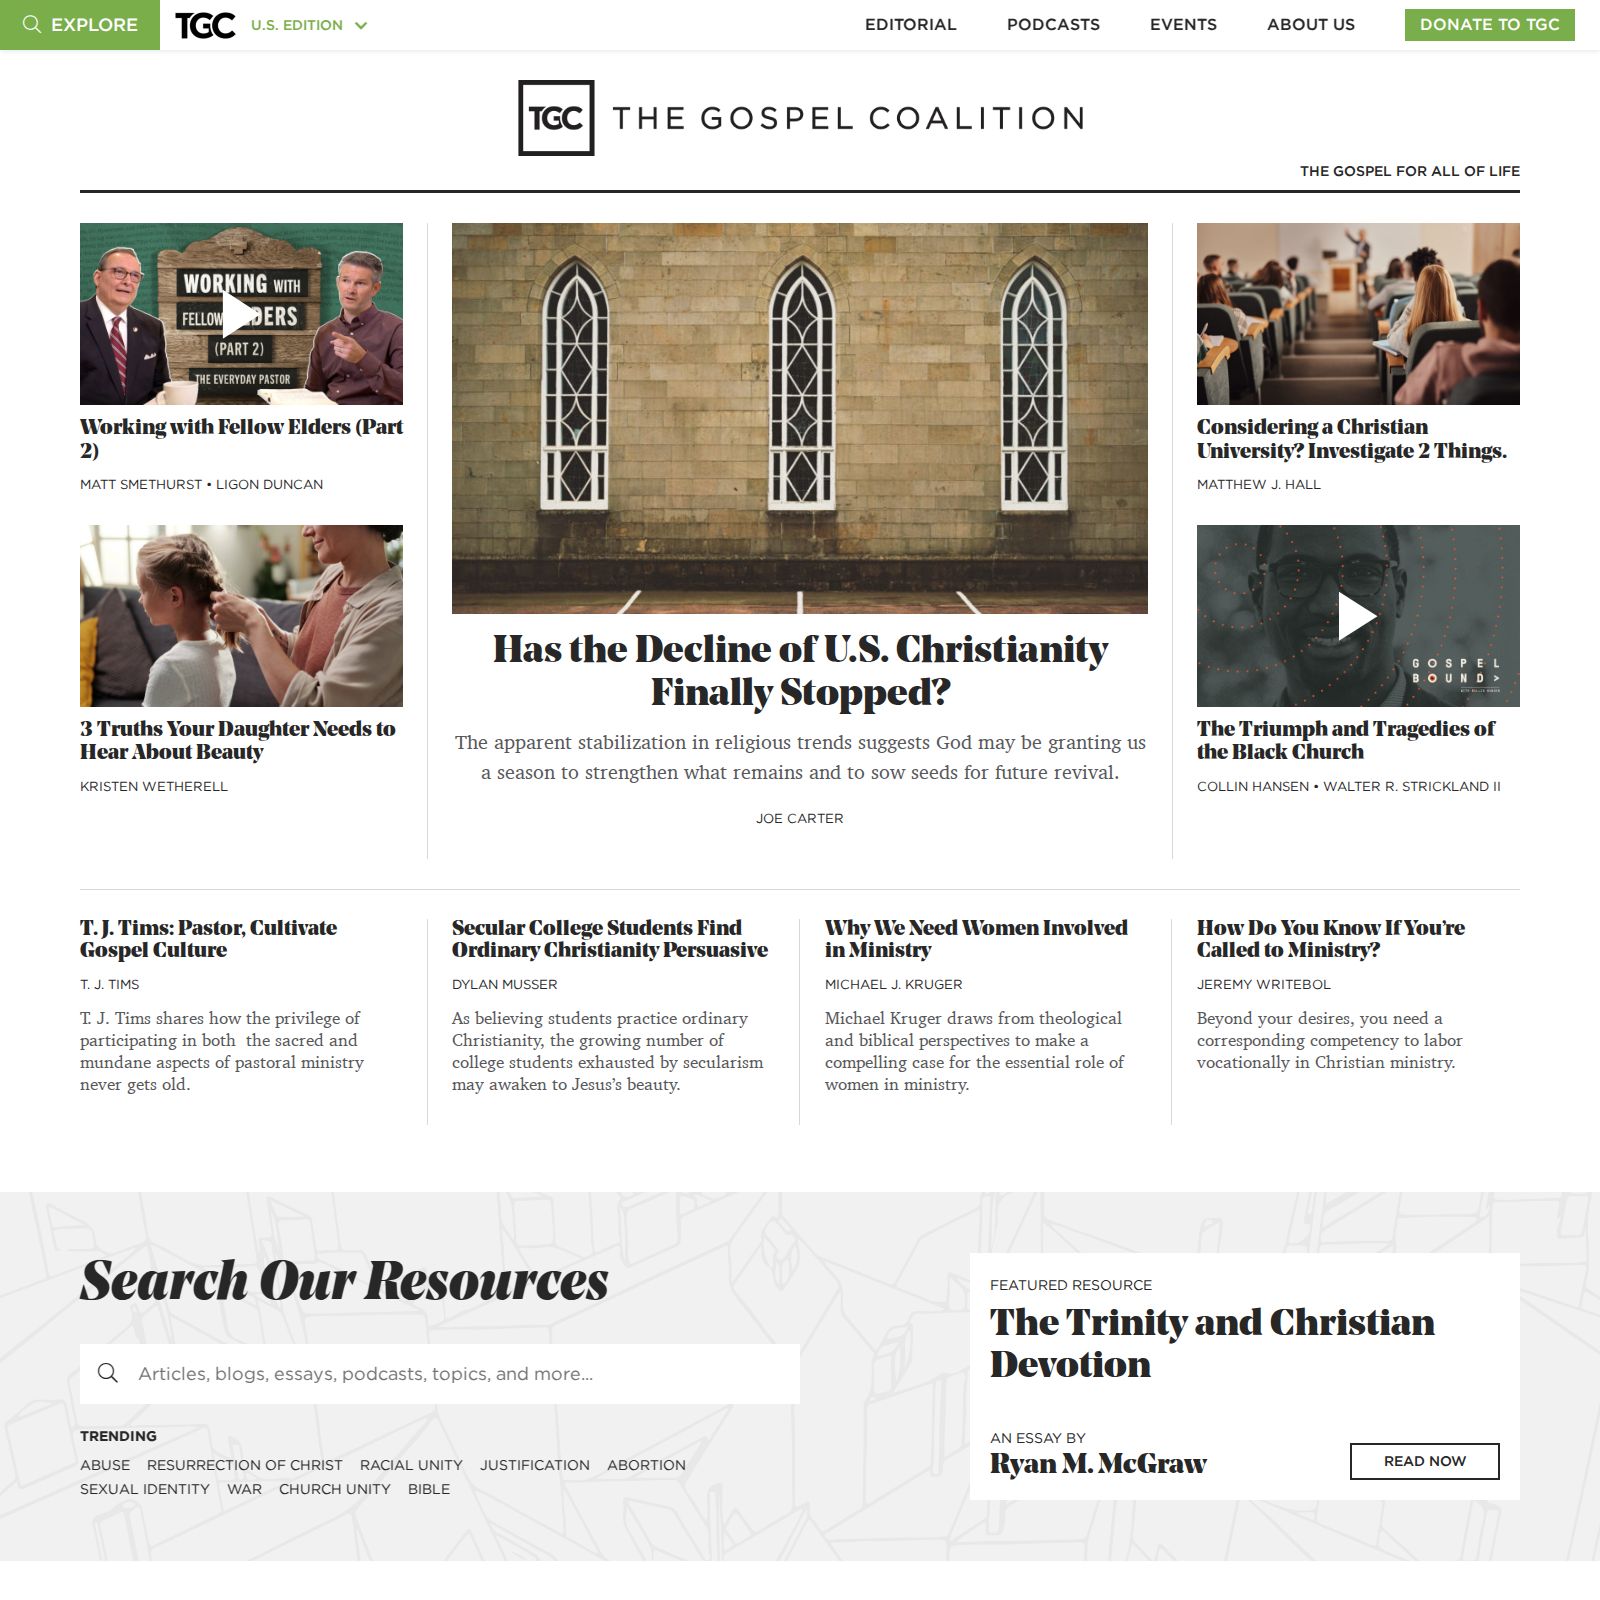 EXPLORE
TGC
U.S. EDITION
EDITORIAL
PODCASTS
EVENTS
ABOUT US
DONATE TO TGC
TGC
THE GOSPEL COALITION
THE GOSPEL FOR ALL OF LIFE
WORKING WITH
FELLOW
(PART 2)
THE EVERYDAY PASTOR
Working with Fellow Elders (Part
2)
MATT SMETHURST • LIGON DUNCAN
3 Truths Your Daughter Needs to
Hear About Beauty
KRISTEN WETHERELL
Has the Decline of U.S. Christianity
Finally Stopped?
The apparent stabilization in religious trends suggests God may be granting us
a season to strengthen what remains and to sow seeds for future revival.
JOE CARTER
Considering a Christian
University? Investigate 2 Things.
MATTHEW J. HALL
GOSPEL
BOUND>
The Triumph and Tragedies of
the Black Church
COLLIN HANSEN • WALTER R. STRICKLAND II
T. J. Tims: Pastor, Cultivate
Gospel Culture
T. J. TIMS
T. J. Tims shares how the privilege of
participating in both  the sacred and
mundane aspects of pastoral ministry
never gets old.
Secular College Students Find
Ordinary Christianity Persuasive
DYLAN MUSSER
As believing students practice ordinary
Christianity, the growing number of
college students exhausted by secularism
may awaken to Jesus’s beauty.
Why We Need Women Involved
in Ministry
MICHAEL J. KRUGER
Michael Kruger draws from theological
and biblical perspectives to make a
compelling case for the essential role of
women in ministry.
How Do You Know If You’re
Called to Ministry?
JEREMY WRITEBOL
Beyond your desires, you need a
corresponding competency to labor
vocationally in Christian ministry.
Search Our Resources
Articles, blogs, essays, podcasts, topics, and more...
TRENDING
ABUSE RESURRECTION OF CHRIST RACIAL UNITY JUSTIFICATION ABORTION
SEXUAL IDENTITY WAR CHURCH UNITY BIBLE
FEATURED RESOURCE
The Trinity and Christian
Devotion
AN ESSAY BY
Ryan M. McGraw
READ NOW